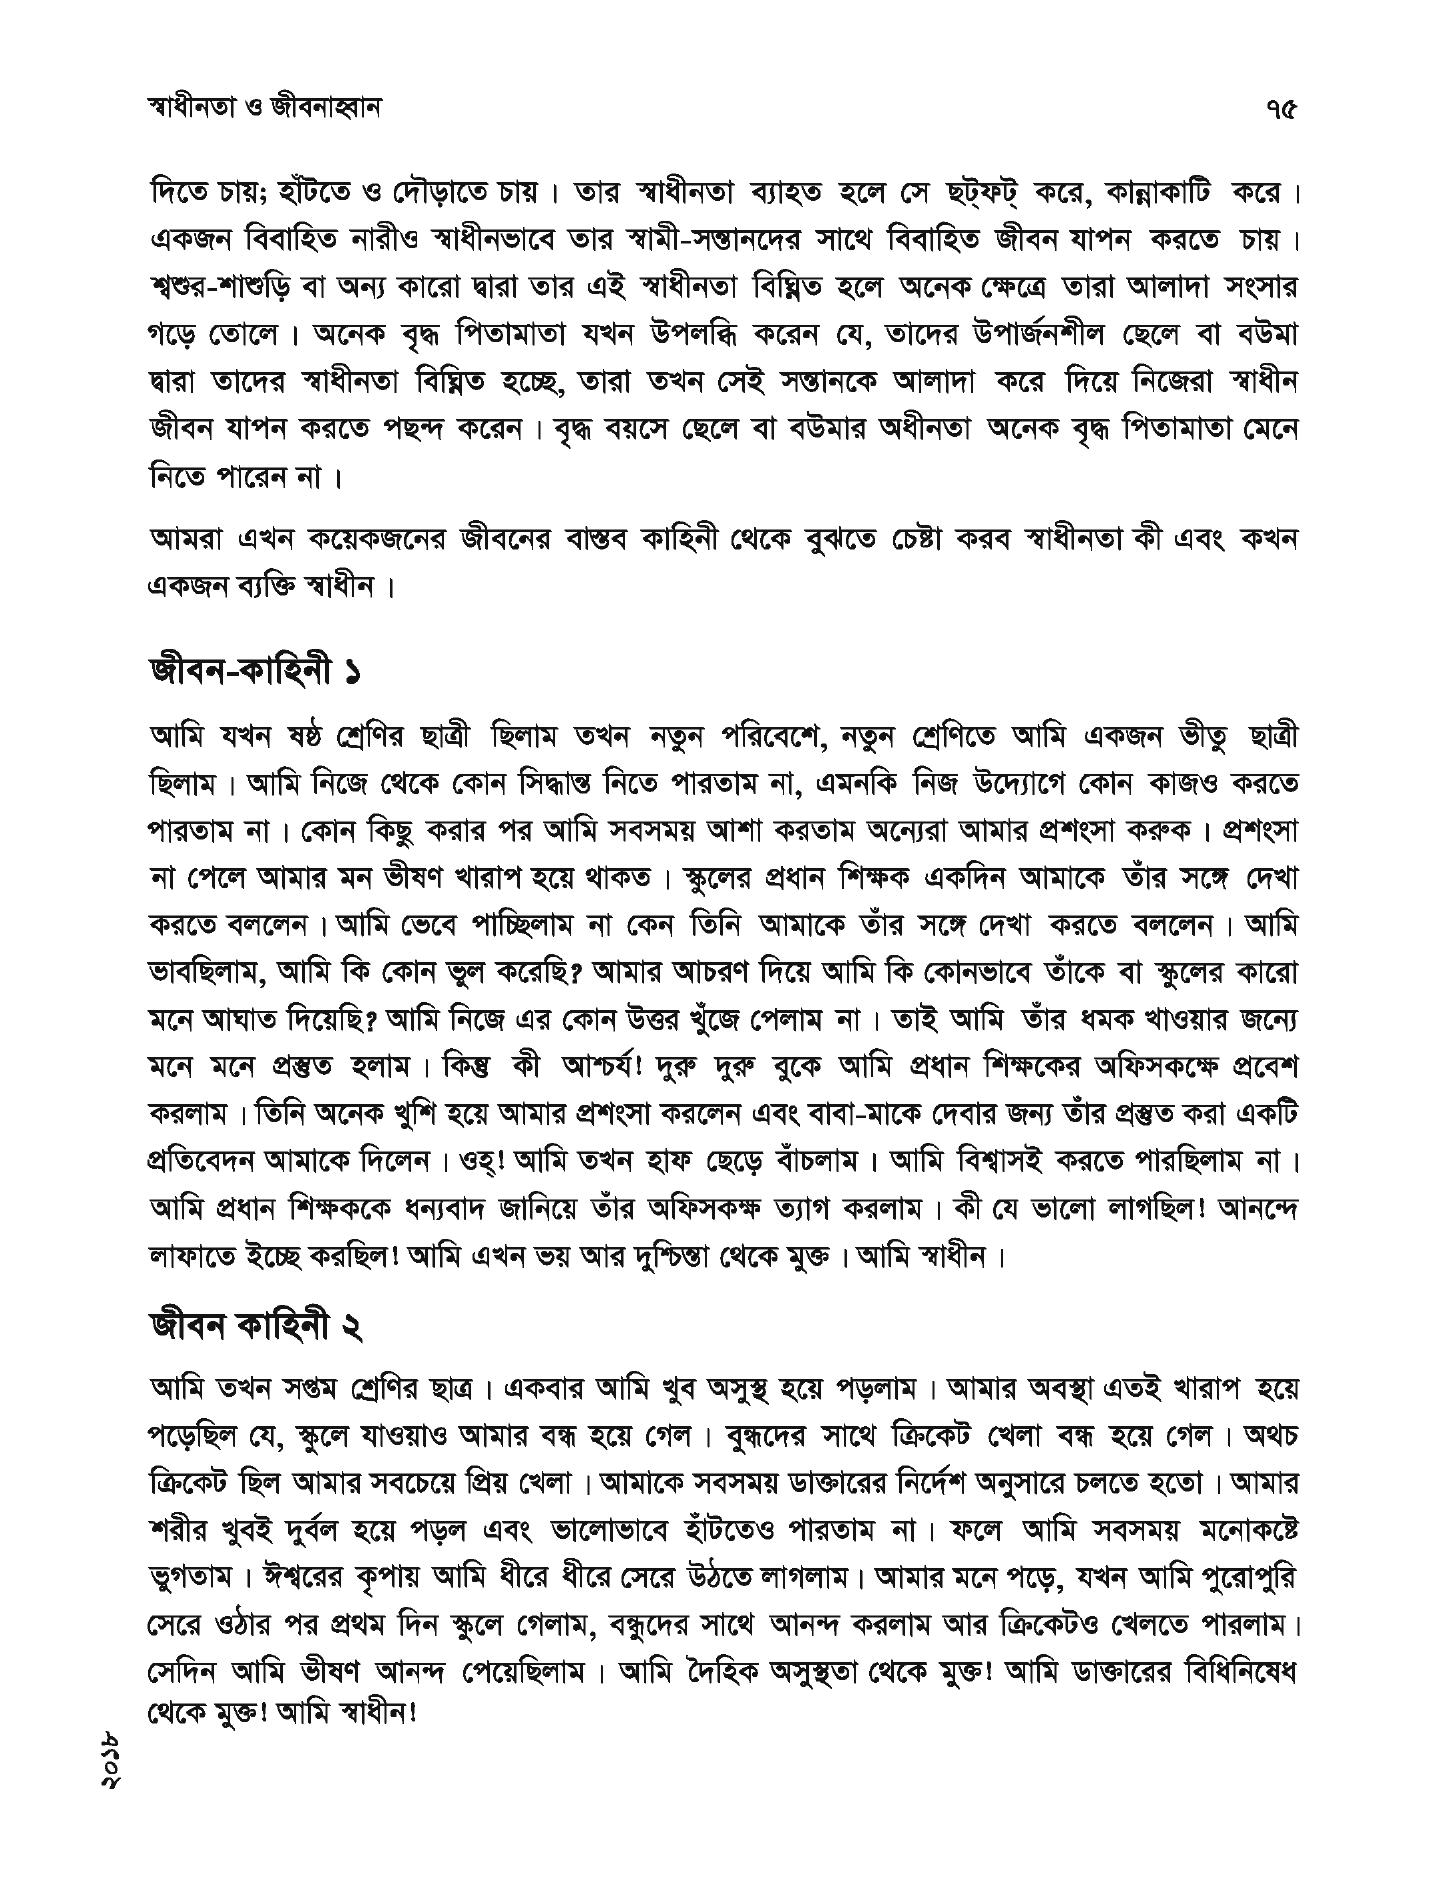 স্বাধীনতা ও জীবনাহ্বান ৭৫
দিতে চায়; হাঁটতে ও দৌড়াতে চায়। তার স্বাধীনতা ব্যাহত হলে সে ছট্‌ফট্ করে, কান্নাকাটি করে।
একজন বিবাহিত নারীও স্বাধীনভাবে তার স্বামী-সন্তানদের সাথে বিবাহিত জীবন যাপন করতে চায়।
শ্বশুর-শাশুড়ি বা অন্য কারো দ্বারা তার এই স্বাধীনতা বিঘ্নিত হলে অনেক ক্ষেত্রে তারা আলাদা সংসার
গড়ে তোলে। অনেক বৃদ্ধ পিতামাতা যখন উপলব্ধি করেন যে, তাদের উপার্জনশীল ছেলে বা বউমা
দ্বারা তাদের স্বাধীনতা বিঘ্নিত হচ্ছে, তারা তখন সেই সন্তানকে আলাদা করে দিয়ে নিজেরা স্বাধীন
জীবন যাপন করতে পছন্দ করেন। বৃদ্ধ বয়সে ছেলে বা বউমার অধীনতা অনেক বৃদ্ধ পিতামাতা মেনে
নিতে পারেন না।
আমরা এখন কয়েকজনের জীবনের বাস্তব কাহিনী থেকে বুঝতে চেষ্টা করব স্বাধীনতা কী এবং কখন
একজন ব্যক্তি স্বাধীন।
জীবন-কাহিনী ১
আমি যখন ষষ্ঠ শ্রেণির ছাত্রী ছিলাম তখন নতুন পরিবেশে, নতুন শ্রেণিতে আমি একজন ভীতু ছাত্রী
ছিলাম। আমি নিজে থেকে কোন সিদ্ধান্ত নিতে পারতাম না, এমনকি নিজ উদ্যোগে কোন কাজও করতে
পারতাম না। কোন কিছু করার পর আমি সবসময় আশা করতাম অন্যেরা আমার প্রশংসা করুক। প্রশংসা
না পেলে আমার মন ভীষণ খারাপ হয়ে থাকত। স্কুলের প্রধান শিক্ষক একদিন আমাকে তাঁর সঙ্গে দেখা
করতে বললেন। আমি ভেবে পাচ্ছিলাম না কেন তিনি আমাকে তাঁর সঙ্গে দেখা করতে বললেন। আমি
ভাবছিলাম, আমি কি কোন ভুল করেছি? আমার আচরণ দিয়ে আমি কি কোনভাবে তাঁকে বা স্কুলের কারো
মনে আঘাত দিয়েছি? আমি নিজে এর কোন উত্তর খুঁজে পেলাম না। তাই আমি তাঁর ধমক খাওয়ার জন্যে
মনে মনে প্রস্তুত হলাম। কিন্তু কী আশ্চর্য! দুরু দুরু বুকে আমি প্রধান শিক্ষকের অফিসকক্ষে প্রবেশ
করলাম। তিনি অনেক খুশি হয়ে আমার প্রশংসা করলেন এবং বাবা-মাকে দেবার জন্য তাঁর প্রস্তুত করা একটি
প্রতিবেদন আমাকে দিলেন। ওহ্! আমি তখন হাফ ছেড়ে বাঁচলাম। আমি বিশ্বাসই করতে পারছিলাম না।
আমি প্রধান শিক্ষককে ধন্যবাদ জানিয়ে তাঁর অফিসকক্ষ ত্যাগ করলাম। কী যে ভালো লাগছিল! আনন্দে
লাফাতে ইচ্ছে করছিল! আমি এখন ভয় আর দুশ্চিন্তা থেকে মুক্ত। আমি স্বাধীন।
জীবন কাহিনী ২
আমি তখন সপ্তম শ্রেণির ছাত্র। একবার আমি খুব অসুস্থ হয়ে পড়লাম। আমার অবস্থা এতই খারাপ হয়ে
পড়েছিল যে, স্কুলে যাওয়াও আমার বন্ধ হয়ে গেল। বুন্ধদের সাথে ক্রিকেট খেলা বন্ধ হয়ে গেল। অথচ
ক্রিকেট ছিল আমার সবচেয়ে প্রিয় খেলা। আমাকে সবসময় ডাক্তারের নির্দেশ অনুসারে চলতে হতো। আমার
শরীর খুবই দুর্বল হয়ে পড়ল এবং ভালোভাবে হাঁটতেও পারতাম না। ফলে আমি সবসময় মনোকষ্টে
ভুগতাম। ঈশ্বরের কৃপায় আমি ধীরে ধীরে সেরে উঠতে লাগলাম। আমার মনে পড়ে, যখন আমি পুরোপুরি
সেরে ওঠার পর প্রথম দিন স্কুলে গেলাম, বন্ধুদের সাথে আনন্দ করলাম আর ক্রিকেটও খেলতে পারলাম।
সেদিন আমি ভীষণ আনন্দ পেয়েছিলাম। আমি দৈহিক অসুস্থতা থেকে মুক্ত! আমি ডাক্তারের বিধিনিষেধ
থেকে মুক্ত! আমি স্বাধীন!
২০১৮